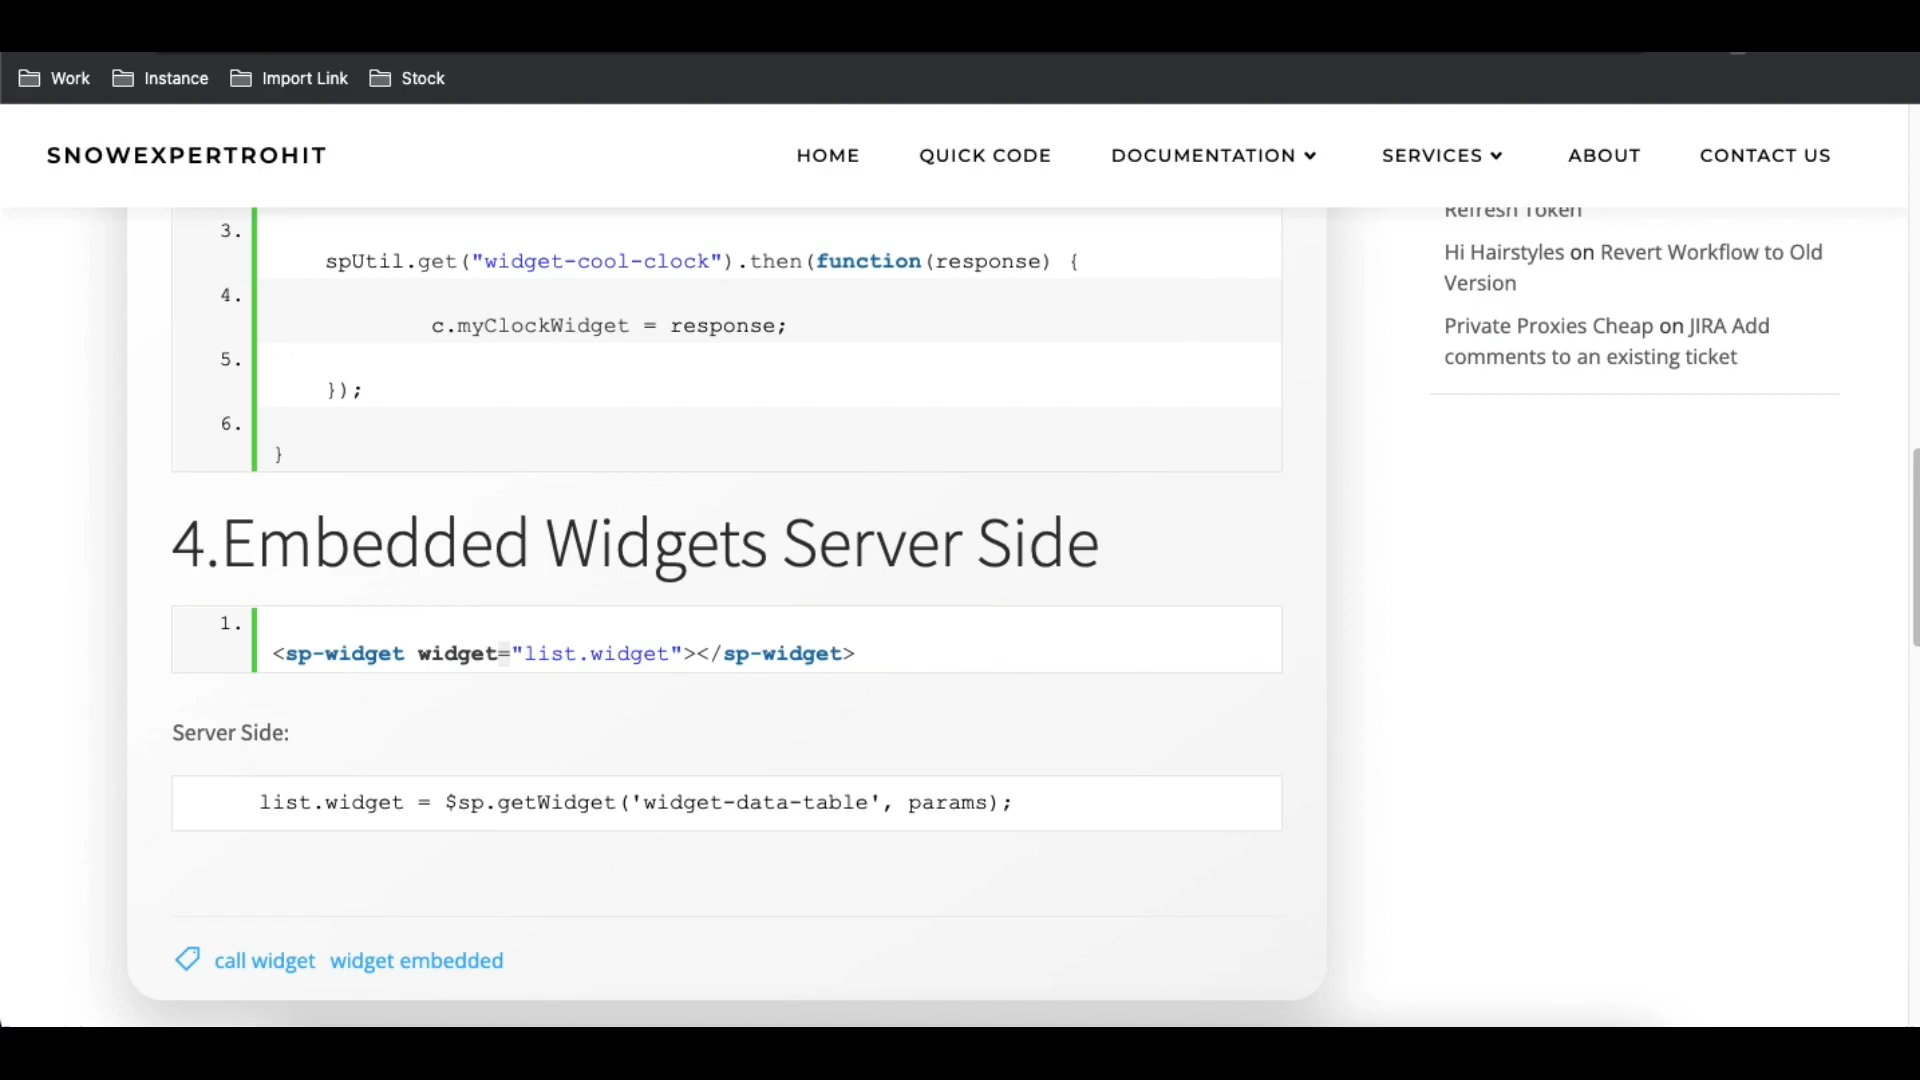 Work Instance Import Link Stock
SNOWEXPERTROHIT HOME QUICK CODE DOCUMENTATION SERVICES ABOUT CONTACT US
3.
spUtil.get("widget-cool-clock").then(function(response) {
4.
c.myClockWidget = response;
5.
});
6.
}
4.Embedded Widgets Server Side
1.
<sp-widget widget="list.widget"></sp-widget>
Server Side:
list.widget = $sp.getWidget('widget-data-table', params);
call widget widget embedded
Refresh Token
Hi Hairstyles on Revert Workflow to Old
Version
Private Proxies Cheap on JIRA Add
comments to an existing ticket